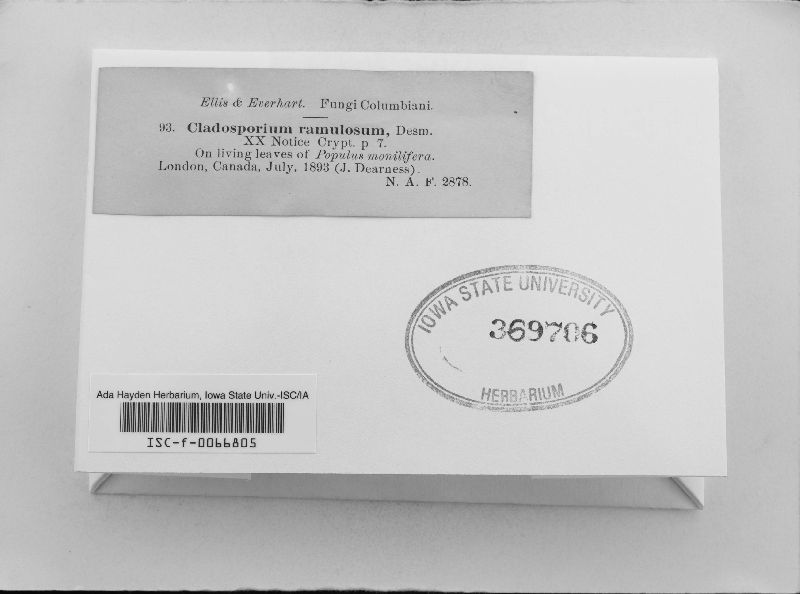 Ellis & Everhart. Fungi Columbiani.
93. Cladosporium ramulosum, Desm.
XX Notice Crypt. p 7.
On living leaves of Populus monilifera.
London, Canada, July, 1893 (J. Dearness).
N. A. F. 2878.
IOWA STATE UNIVERSITY
369706
HERBARIUM
Ada Hayden Herbarium, Iowa State Univ.-ISC/IA
ISC-f-0066805